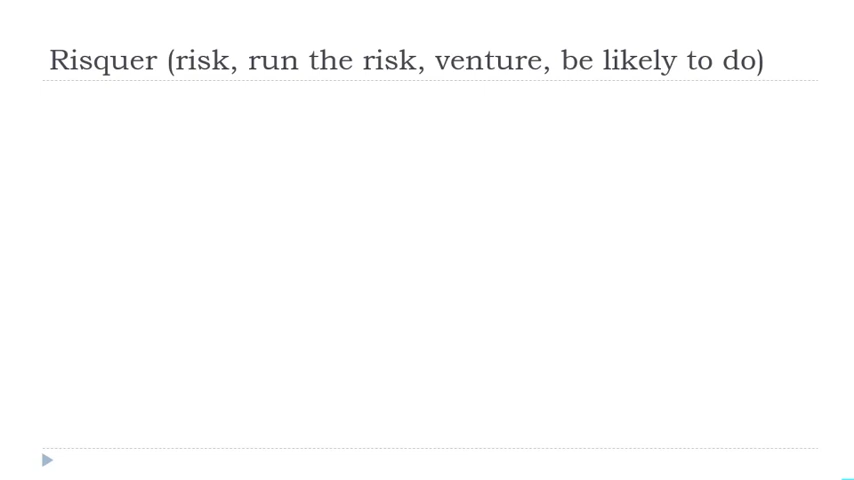 Risquer (risk, run the risk, venture, be likely to do)